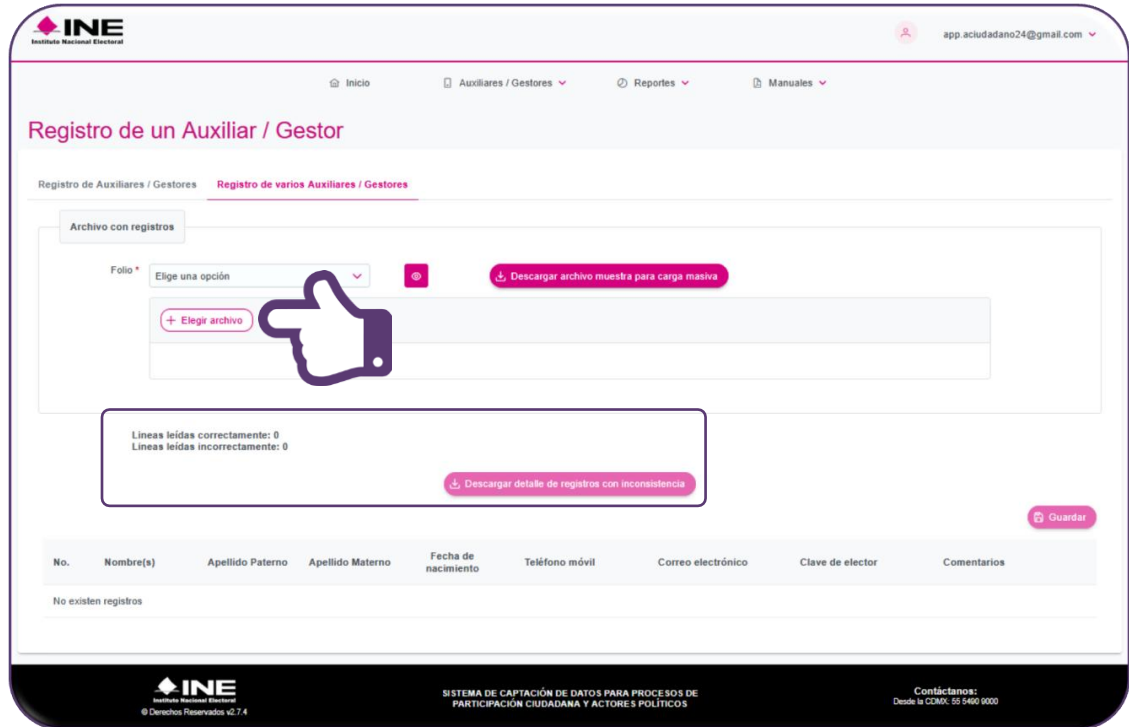 INE
Instituto Nacional Electoral
app.aciudadano24@gmail.com
Inicio Auxiliares / Gestores Reportes Manuales
Registro de un Auxiliar / Gestor
Registro de Auxiliares / Gestores Registro de varios Auxiliares / Gestores
Archivo con registros
Folio * Elige una opción Descargar archivo muestra para carga masiva
+ Elegir archivo
Lineas leídas correctamente: 0
Lineas leídas incorrectamente: 0
Descargar detalle de registros con inconsistencia
Guardar
No. Nombre(s) Apellido Paterno Apellido Materno Fecha de nacimiento Teléfono móvil Correo electrónico Clave de elector Comentarios
No existen registros
INE
Instituto Nacional Electoral
© Derechos Reservados v2.7.4
SISTEMA DE CAPTACIÓN DE DATOS PARA PROCESOS DE
PARTICIPACIÓN CIUDADANA Y ACTORES POLÍTICOS
Contáctanos:
Desde la CDMX: 55 5490 9000